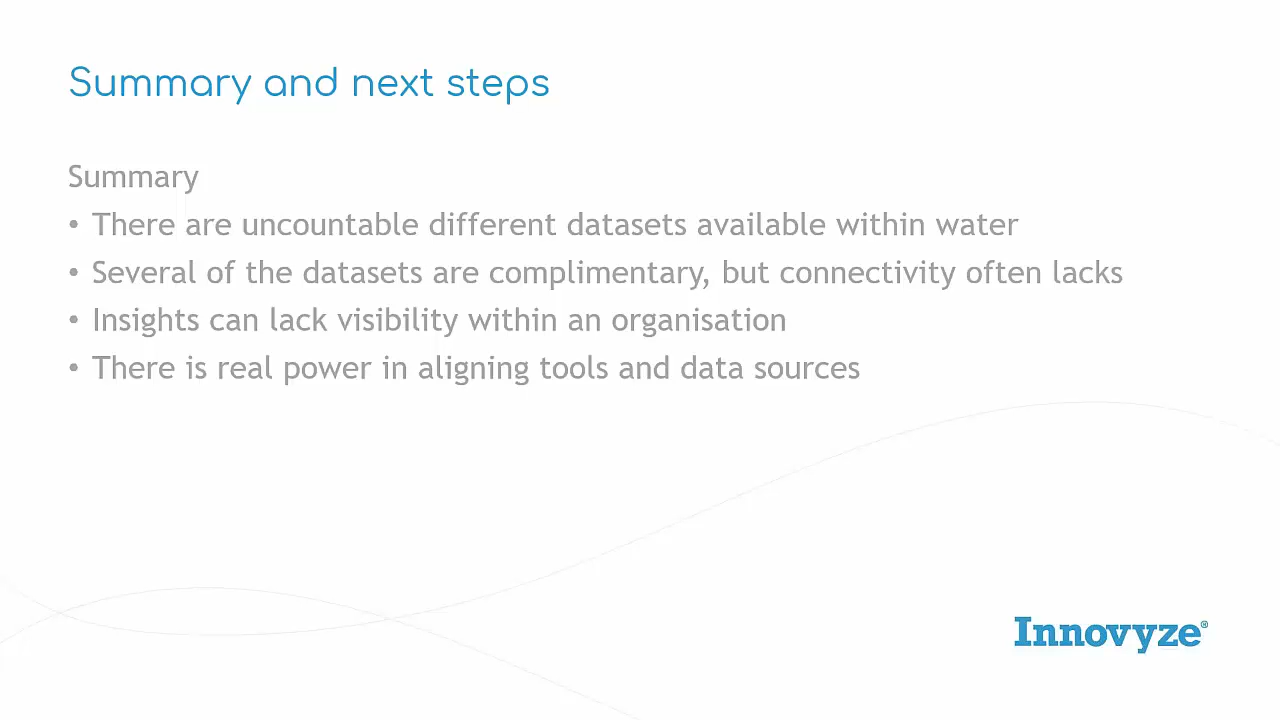 Summary and next steps
Summary
• There are uncountable different datasets available within water
• Several of the datasets are complimentary, but connectivity often lacks
• Insights can lack visibility within an organisation
• There is real power in aligning tools and data sources
Innovyze®